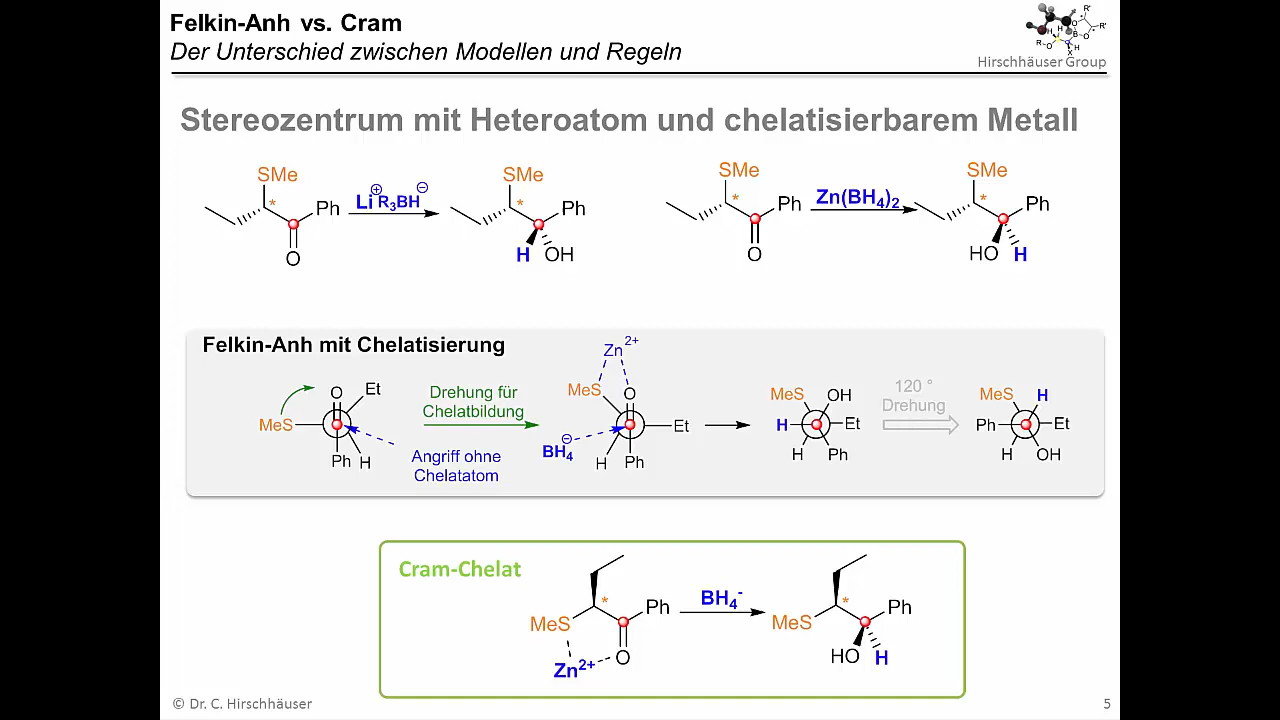 Felkin-Anh vs. Cram
Der Unterschied zwischen Modellen und Regeln
Hirschhäuser Group
Stereozentrum mit Heteroatom und chelatisierbarem Metall
SMe
*
Ph
O
Li⊕ R₃BH⊖
SMe
*
Ph
H
OH
SMe
*
Ph
O
Zn(BH₄)₂
SMe
*
Ph
HO
H
Felkin-Anh mit Chelatisierung
O
Et
MeS
Ph
H
Angriff ohne
Chelatatom
Drehung für
Chelatbildung
Zn²⁺
MeS
O
Et
BH₄⊖
H
Ph
MeS
OH
H
Et
H
Ph
120 °
Drehung
MeS
H
Ph
Et
H
OH
Cram-Chelat
*
Ph
MeS
O
Zn²⁺
BH₄⁻
*
Ph
MeS
HO
H
© Dr. C. Hirschhäuser
5